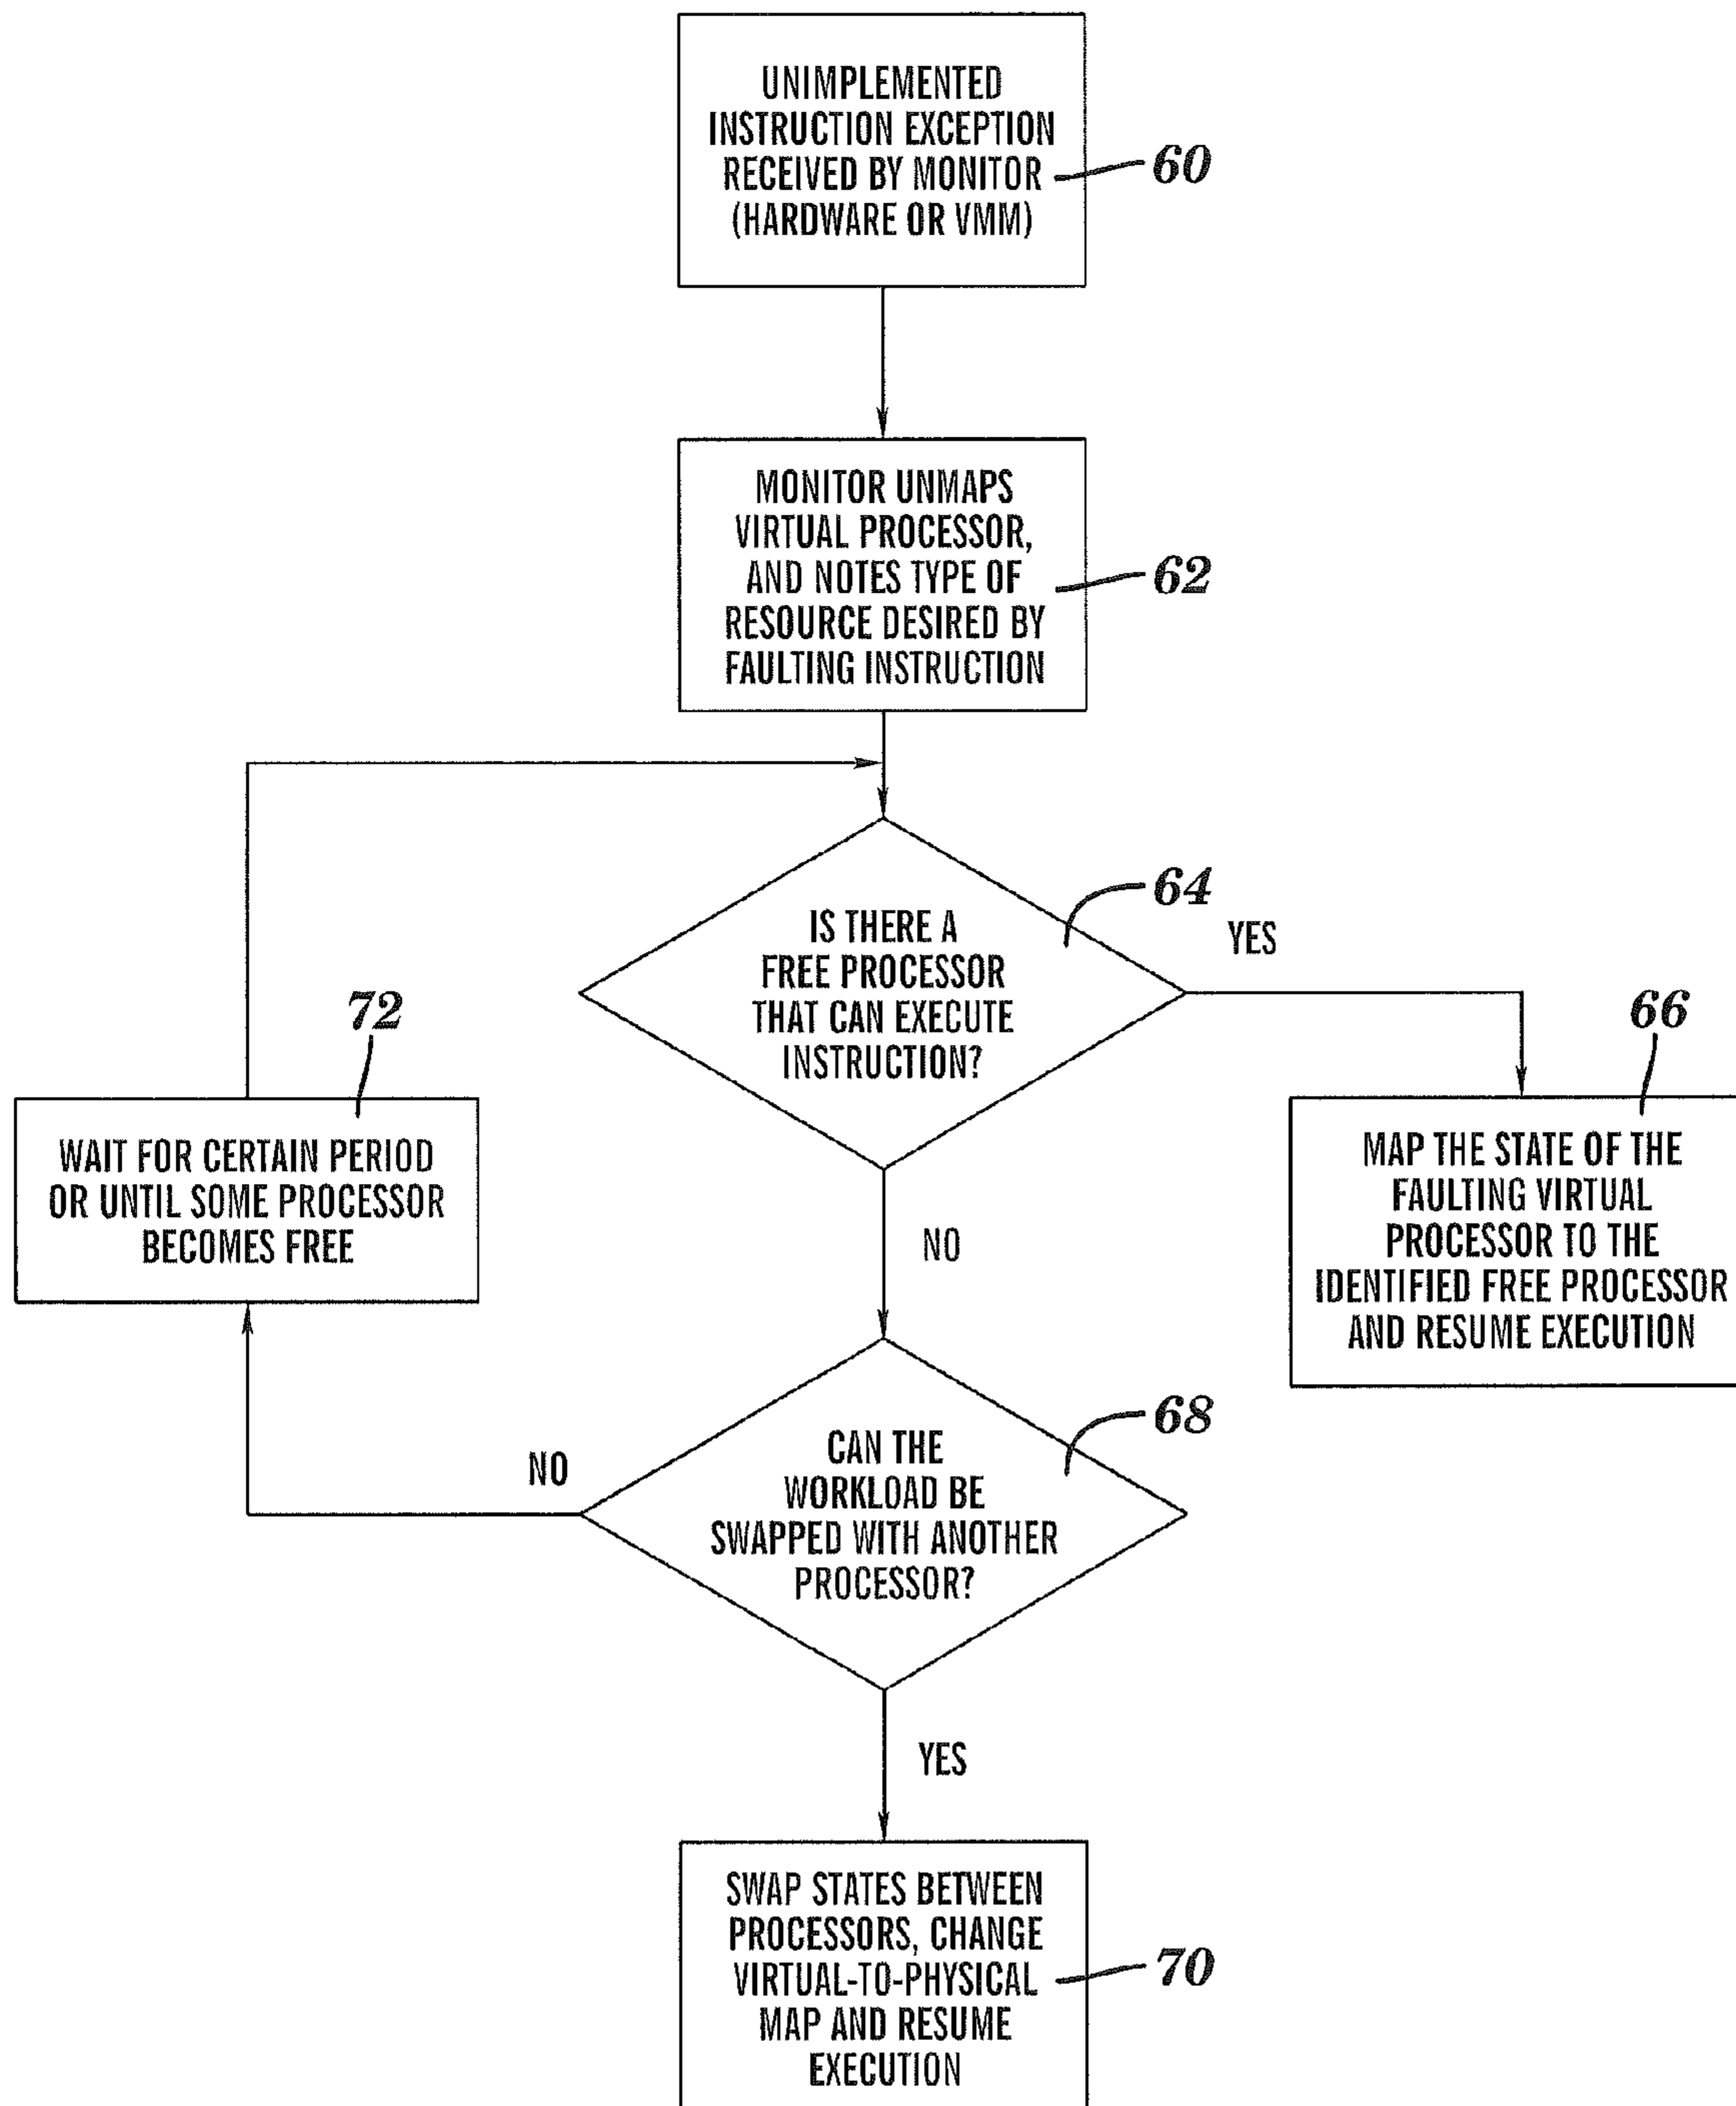 UNIMPLEMENTED
INSTRUCTION EXCEPTION
RECEIVED BY MONITOR
(HARDWARE OR VMM)
60
MONITOR UNMAPS
VIRTUAL PROCESSOR,
AND NOTES TYPE OF
RESOURCE DESIRED BY
FAULTING INSTRUCTION
62
IS THERE A
FREE PROCESSOR
THAT CAN EXECUTE
INSTRUCTION?
64
YES
66
MAP THE STATE OF THE
FAULTING VIRTUAL
PROCESSOR TO THE
IDENTIFIED FREE PROCESSOR
AND RESUME EXECUTION
72
WAIT FOR CERTAIN PERIOD
OR UNTIL SOME PROCESSOR
BECOMES FREE
NO
CAN THE
WORKLOAD BE
SWAPPED WITH ANOTHER
PROCESSOR?
68
NO
YES
SWAP STATES BETWEEN
PROCESSORS, CHANGE
VIRTUAL-TO-PHYSICAL
MAP AND RESUME
EXECUTION
70